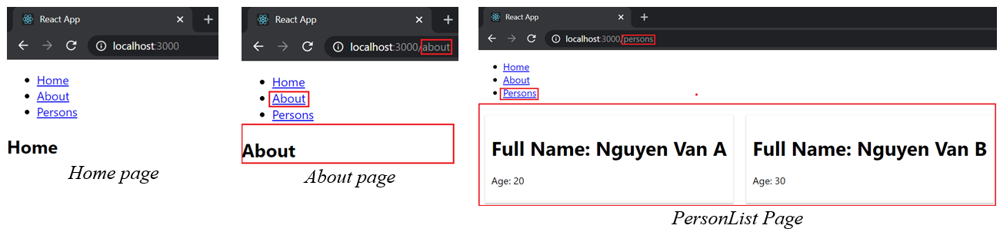 React App
localhost:3000
Home
About
Persons
Home
Home page
React App
localhost:3000/about
Home
About
Persons
About
About page
React App
localhost:3000/persons
Home
About
Persons
Full Name: Nguyen Van A
Age: 20
Full Name: Nguyen Van B
Age: 30
PersonList Page